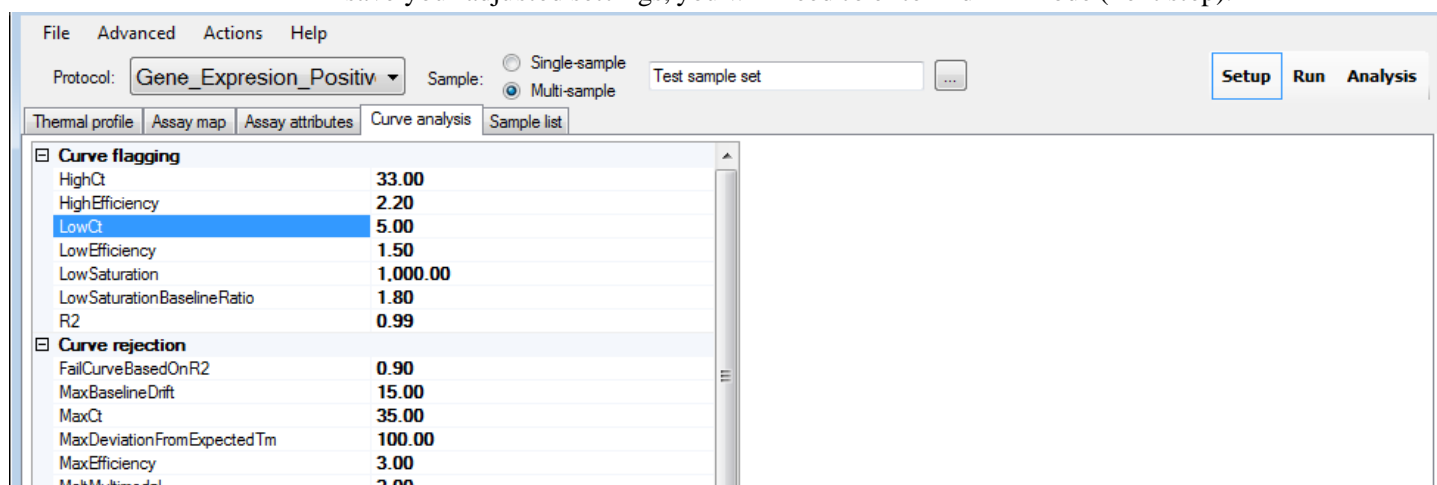 File Advanced Actions Help
Protocol: Gene_Expresion_Positiv Sample: Single-sample Multi-sample Test sample set ... Setup Run Analysis
Thermal profile Assay map Assay attributes Curve analysis Sample list
Curve flagging
HighCt 33.00
HighEfficiency 2.20
LowCt 5.00
LowEfficiency 1.50
LowSaturation 1,000.00
LowSaturationBaselineRatio 1.80
R2 0.99
Curve rejection
FailCurveBasedOnR2 0.90
MaxBaselineDrift 15.00
MaxCt 35.00
MaxDeviationFromExpectedTm 100.00
MaxEfficiency 3.00